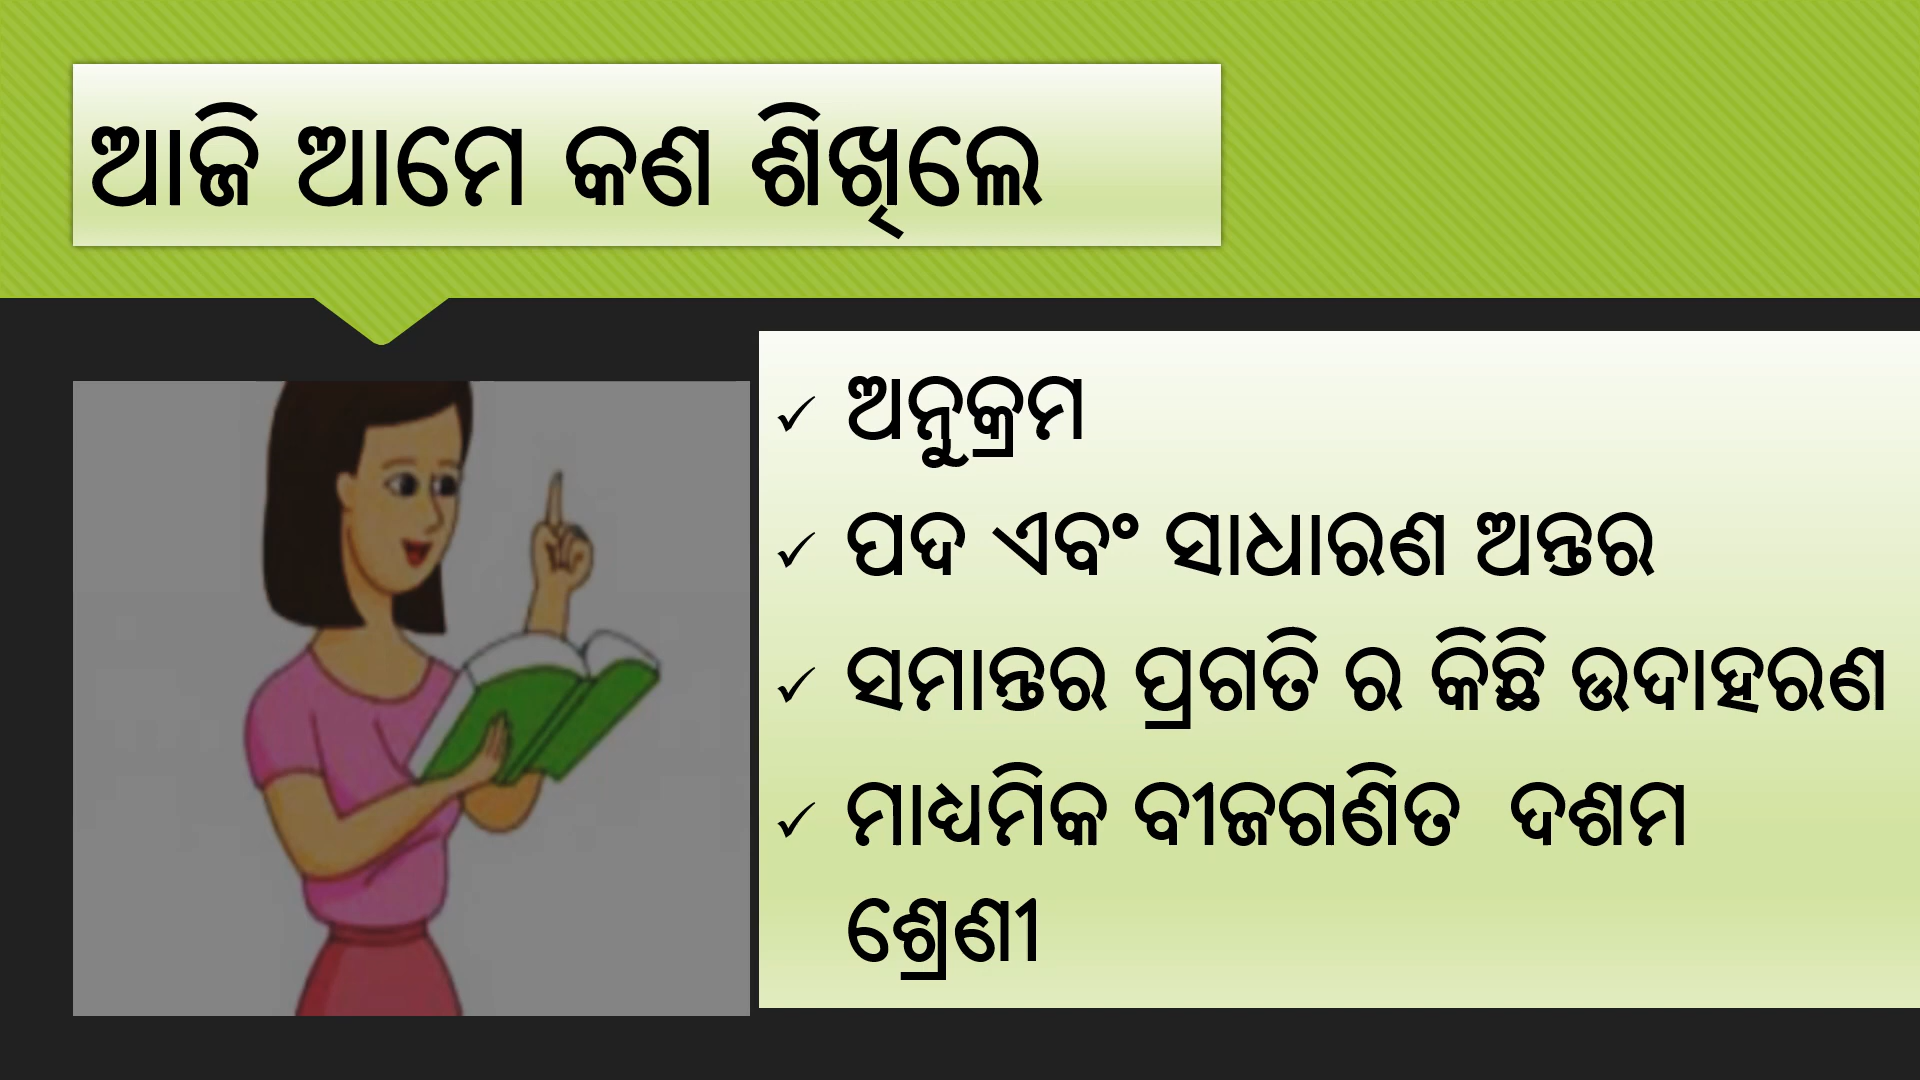 ଆଜି ଆମେ କଣ ଶିଖିଲେ
ଅନୁକ୍ରମ
ପଦ ଏବଂ ସାଧାରଣ ଅନ୍ତର
ସମାନ୍ତର ପ୍ରଗତି ର କିଛି ଉଦାହରଣ
ମାଧ୍ୟମିକ ବୀଜଗଣିତ ଦଶମ
ଶ୍ରେଣୀ